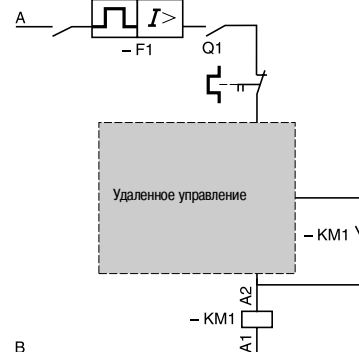 A
I>
– F1
Q1
Удаленное управление
– KM1
A2
– KM1
A1
B